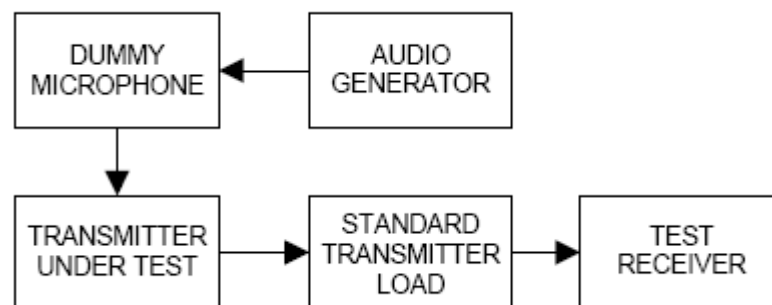 DUMMY
MICROPHONE
AUDIO
GENERATOR
TRANSMITTER
UNDER TEST
STANDARD
TRANSMITTER
LOAD
TEST
RECEIVER